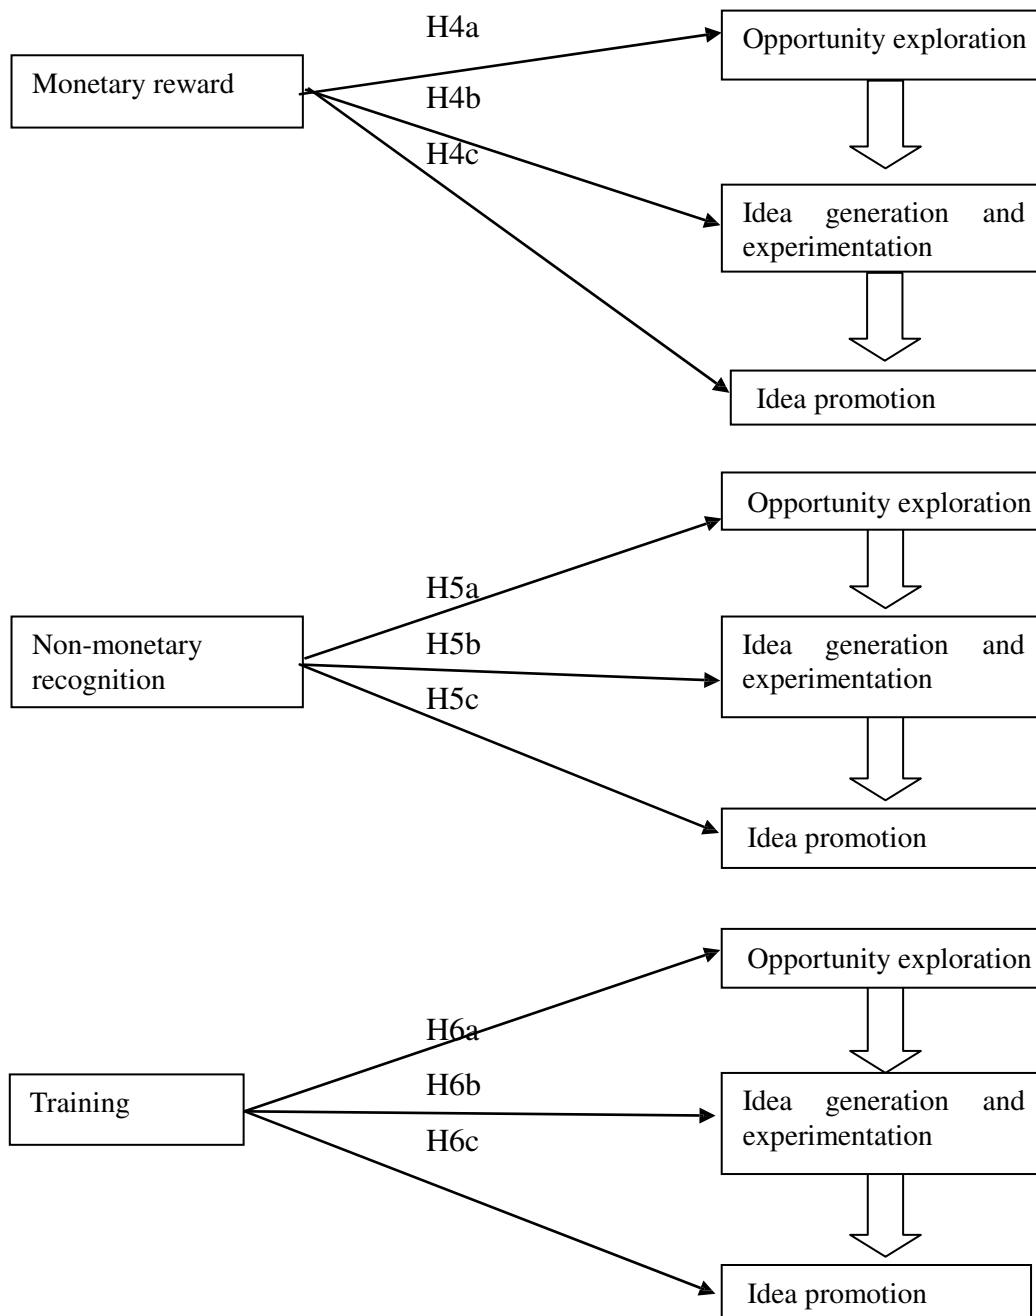 H4a
Opportunity exploration
Monetary reward
H4b
H4c
Idea generation and
experimentation
Idea promotion
Opportunity exploration
H5a
Non-monetary
recognition
H5b
Idea generation and
experimentation
H5c
Idea promotion
Opportunity exploration
H6a
Training
H6b
Idea generation and
experimentation
H6c
Idea promotion